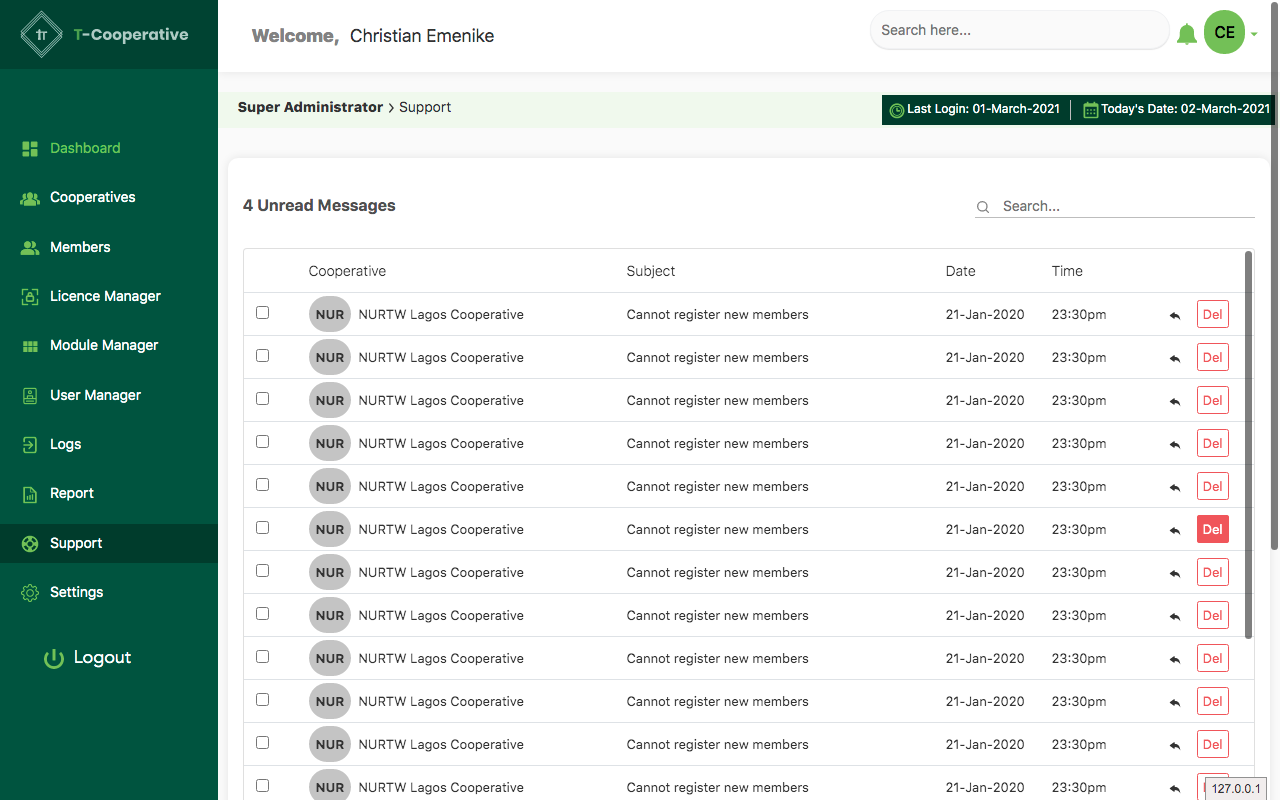 T-Cooperative
Welcome, Christian Emenike
Search here...
CE
Super Administrator > Support
Last Login: 01-March-2021 Today's Date: 02-March-2021
Dashboard
Cooperatives
Members
Licence Manager
Module Manager
User Manager
Logs
Report
Support
Settings
Logout
4 Unread Messages
Search...
Cooperative Subject Date Time
NUR NURTW Lagos Cooperative Cannot register new members 21-Jan-2020 23:30pm Del
NUR NURTW Lagos Cooperative Cannot register new members 21-Jan-2020 23:30pm Del
NUR NURTW Lagos Cooperative Cannot register new members 21-Jan-2020 23:30pm Del
NUR NURTW Lagos Cooperative Cannot register new members 21-Jan-2020 23:30pm Del
NUR NURTW Lagos Cooperative Cannot register new members 21-Jan-2020 23:30pm Del
NUR NURTW Lagos Cooperative Cannot register new members 21-Jan-2020 23:30pm Del
NUR NURTW Lagos Cooperative Cannot register new members 21-Jan-2020 23:30pm Del
NUR NURTW Lagos Cooperative Cannot register new members 21-Jan-2020 23:30pm Del
NUR NURTW Lagos Cooperative Cannot register new members 21-Jan-2020 23:30pm Del
NUR NURTW Lagos Cooperative Cannot register new members 21-Jan-2020 23:30pm Del
NUR NURTW Lagos Cooperative Cannot register new members 21-Jan-2020 23:30pm Del
NUR NURTW Lagos Cooperative Cannot register new members 21-Jan-2020 23:30pm
127.0.0.1